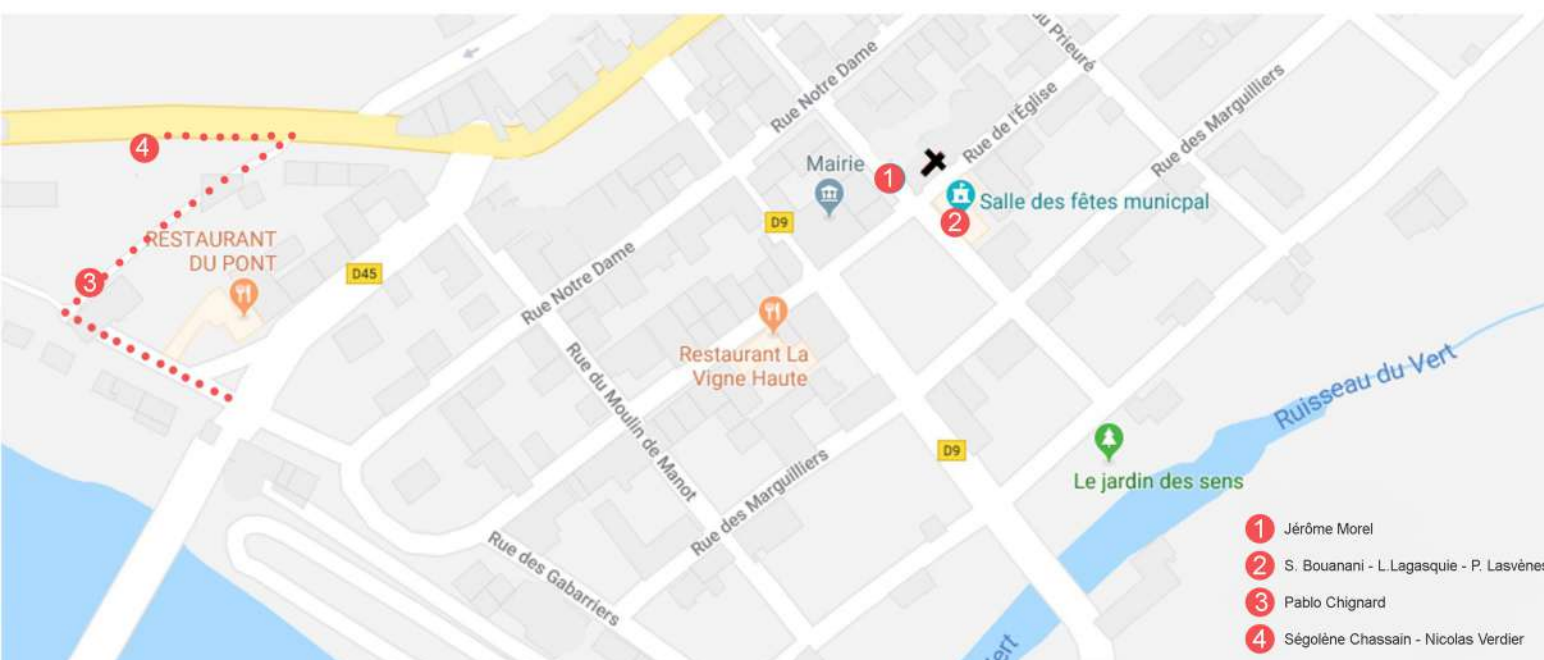 du Prieuré
Rue Notre Dame
Rue de l'Église
Rue des Marguilliers
4
Mairie
1
Salle des fêtes municpal
2
D9
RESTAURANT
DU PONT
3
D45
Rue Notre Dame
Restaurant La
Vigne Haute
Rue du Moulin de Manot
Ruisseau du Vert
D9
Le jardin des sens
Rue des Marguilliers
Rue des Gabarriers
ert
1 Jérôme Morel
2 S. Bouanani - L.Lagasquie - P. Lasvènes
3 Pablo Chignard
4 Ségolène Chassain - Nicolas Verdier